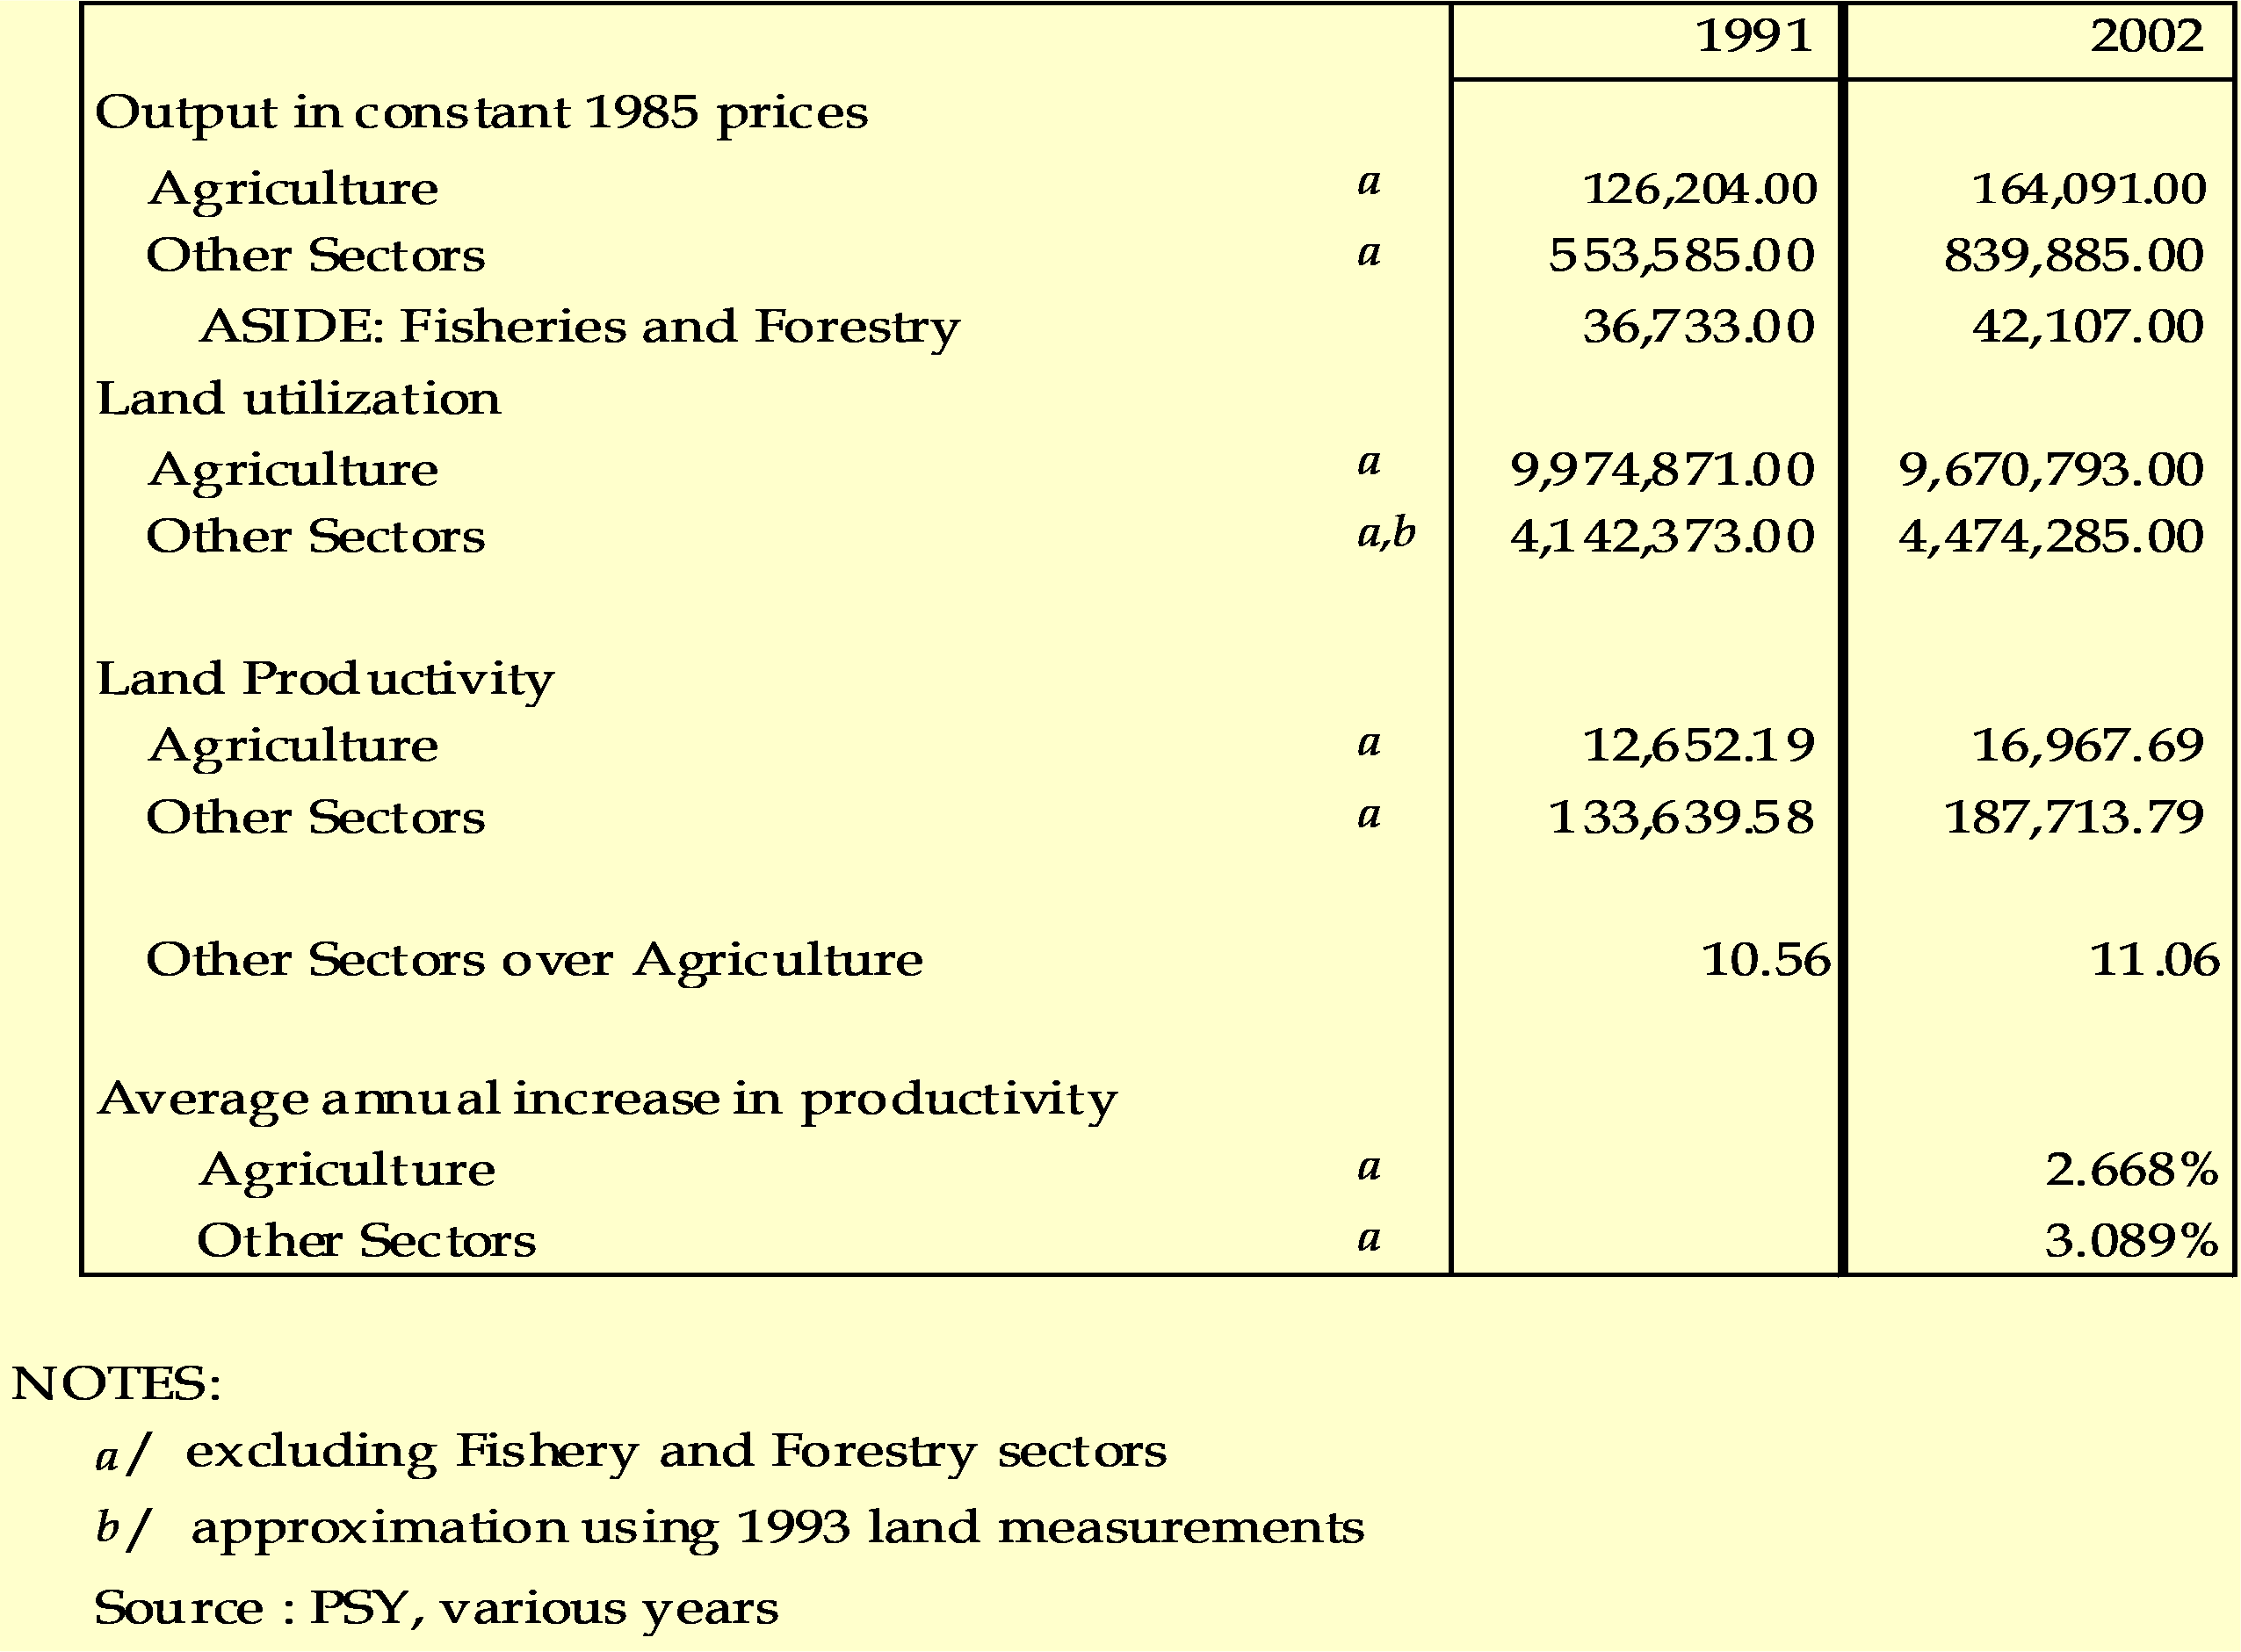 1991 2002
Output in constant 1985 prices
Agriculture a 126,204.00 164,091.00
Other Sectors a 553,585.00 839,885.00
ASIDE: Fisheries and Forestry 36,733.00 42,107.00
Land utilization
Agriculture a 9,974,871.00 9,670,793.00
Other Sectors a,b 4,142,373.00 4,474,285.00
Land Productivity
Agriculture a 12,652.19 16,967.69
Other Sectors a 133,639.58 187,713.79
Other Sectors over Agriculture 10.56 11.06
Average annual increase in productivity
Agriculture a 2.668%
Other Sectors a 3.089%
NOTES:
a/ excluding Fishery and Forestry sectors
b/ approximation using 1993 land measurements
Source : PSY, various years